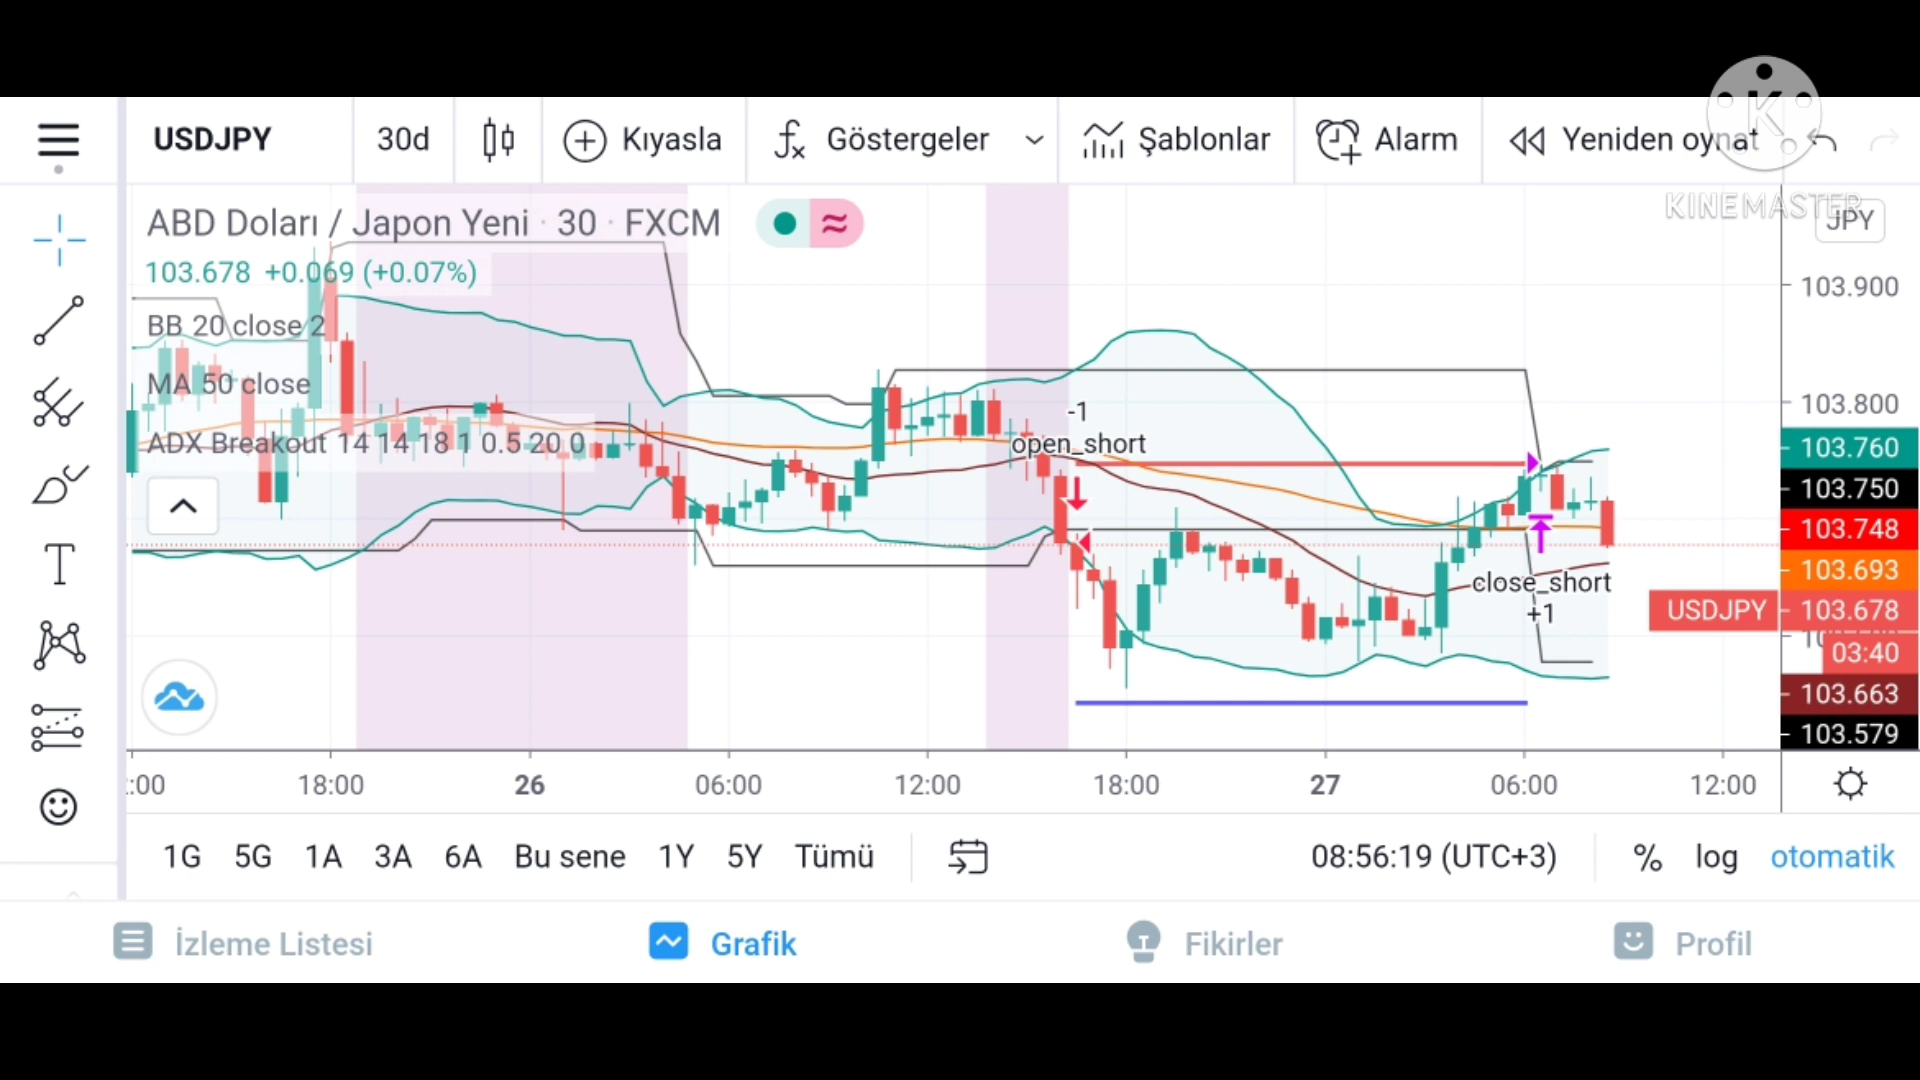 USDJPY 30d Kıyasla Göstergeler Şablonlar Alarm Yeniden oynat
KINEMASTER
ABD Doları / Japon Yeni · 30 · FXCM
JPY
103.678 +0.069 (+0.07%)
103.900
BB 20 close 2
MA 50 close
103.800
-1
ADX Breakout 14 14 18 1 0.5 20 0
open_short
103.760
103.750
103.748
103.693
close_short
+1
USDJPY 103.678
03:40
103.663
103.579
:00 18:00 26 06:00 12:00 18:00 27 06:00 12:00
1G 5G 1A 3A 6A Bu sene 1Y 5Y Tümü 08:56:19 (UTC+3) % log otomatik
İzleme Listesi Grafik Fikirler Profil